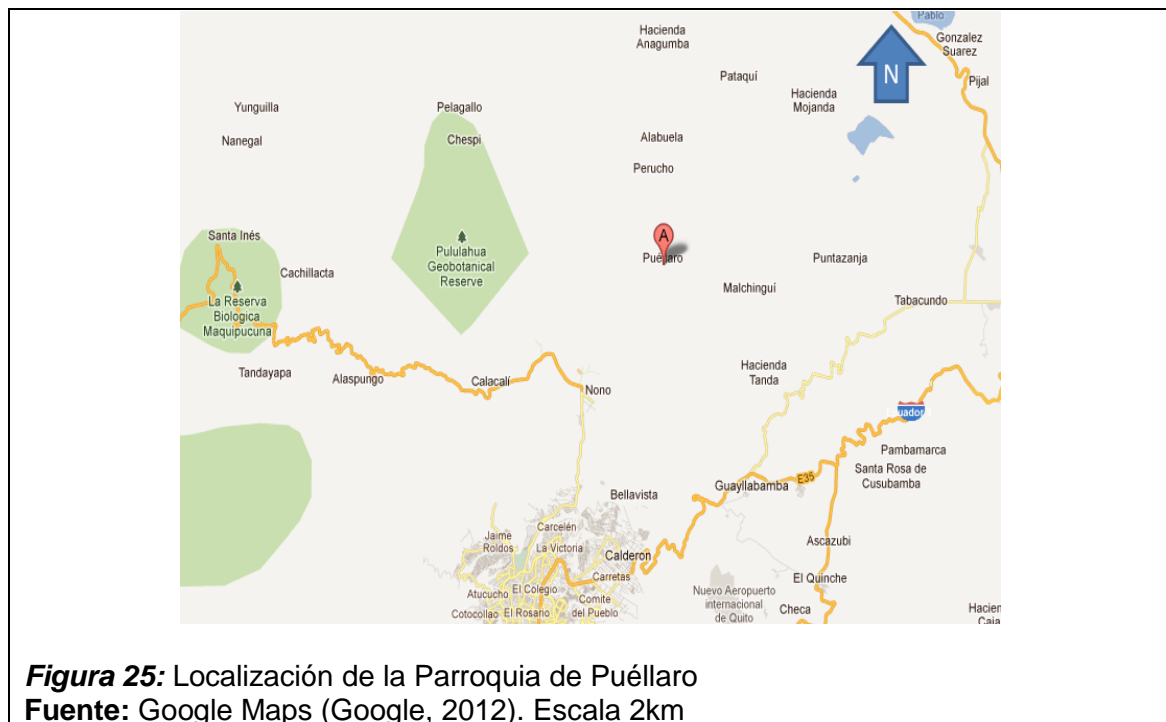 Pablo
Hacienda
Anagumba
Gonzalez
Suarez
N
Pataquí
Pijal
Hacienda
Mojanda
Yunguilla
Pelagallo
Nanegal
Chespi
Alabuela
Perucho
A
Santa Inés
Puéllaro
Puntazanja
Pululahua
Geobotanical
Reserve
Cachillacta
Malchinguí
La Reserva
Biologica
Maquipucuna
Tabacundo
Tandayapa
Alaspungo
Calacalí
Nono
Hacienda
Tanda
Ecuador
Pambamarca
Santa Rosa de
Cusubamba
E35
Guayllabamba
Bellavista
Jaime
Roldos
Carcelén
La Victoria
Calderon
Ascazubi
Carretas
El Quinche
Atucucho
El Colegio
Comite
del Pueblo
Nuevo Aeropuerto
internacional
de Quito
Cotocollao
El Rosario
Checa
Hacien
Caja
Figura 25: Localización de la Parroquia de Puéllaro
Fuente: Google Maps (Google, 2012). Escala 2km